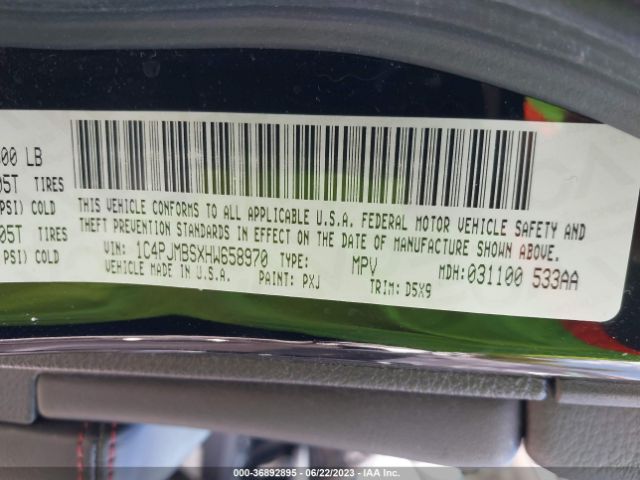 00 LB
05T TIRES
PSI) COLD
05T TIRES
PSI) COLD
THIS VEHICLE CONFORMS TO ALL APPLICABLE U.S.A. FEDERAL MOTOR VEHICLE SAFETY AND
THEFT PREVENTION STANDARDS IN EFFECT ON THE DATE OF MANUFACTURE SHOWN ABOVE.
VIN: 1C4PJMBSXHW658970 TYPE: MPV MDH: 031100 533AA
VEHICLE MADE IN U.S.A. PAINT: PXJ TRIM: D5X9
000-36892895 - 06/22/2023 - IAA Inc.